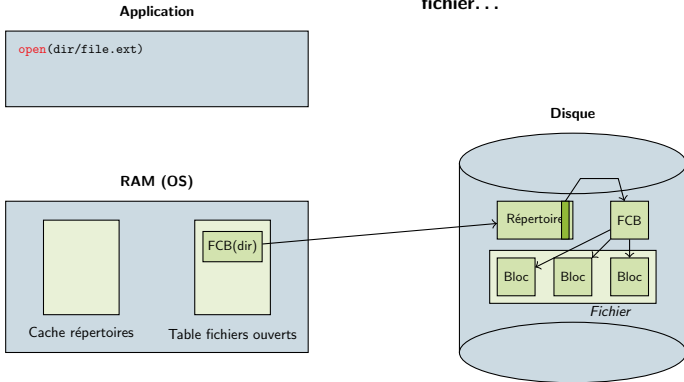 fichier...
Application
open(dir/file.ext)
Disque
RAM (OS)
Répertoire
FCB
FCB(dir)
Bloc
Bloc
Bloc
Fichier
Cache répertoires
Table fichiers ouverts